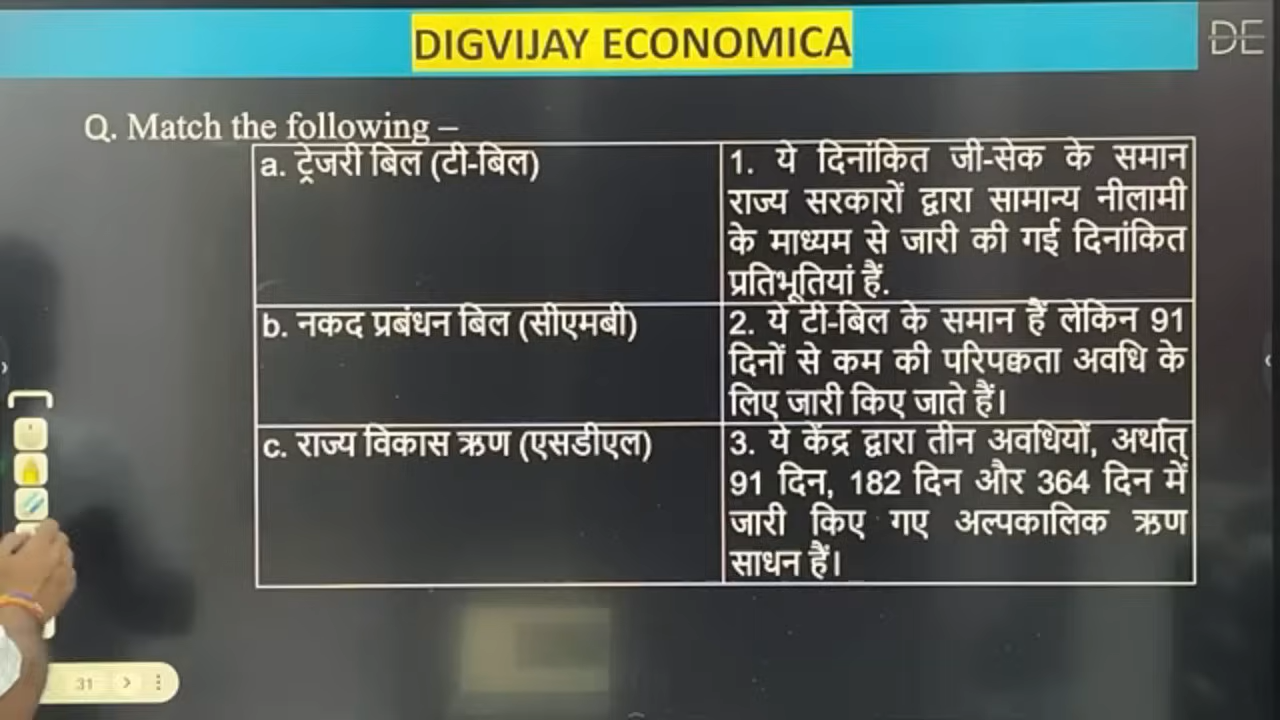 DIGVIJAY ECONOMICA
DE
Q. Match the following –
a. ट्रेजरी बिल (टी-बिल)
1. ये दिनांकित जी-सेक के समान
राज्य सरकारों द्वारा सामान्य नीलामी
के माध्यम से जारी की गई दिनांकित
प्रतिभूतियां हैं.
b. नकद प्रबंधन बिल (सीएमबी)
2. ये टी-बिल के समान हैं लेकिन 91
दिनों से कम की परिपक्वता अवधि के
लिए जारी किए जाते हैं।
c. राज्य विकास ऋण (एसडीएल)
3. ये केंद्र द्वारा तीन अवधियों, अर्थात्
91 दिन, 182 दिन और 364 दिन में
जारी किए गए अल्पकालिक ऋण
साधन हैं।
31